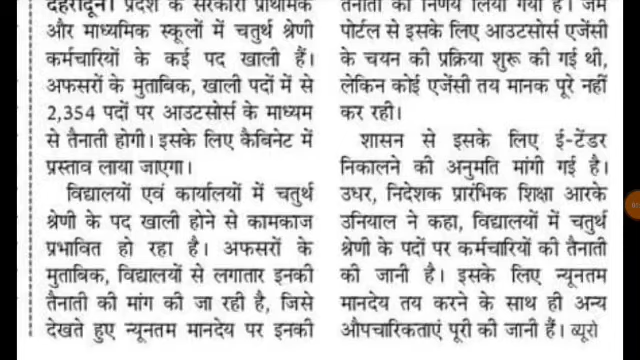 देहरादून। प्रदेश के सरकारी प्राथमिक
और माध्यमिक स्कूलों में चतुर्थ श्रेणी
कर्मचारियों के कई पद खाली हैं।
अफसरों के मुताबिक, खाली पदों में से
2,354 पदों पर आउटसोर्स के माध्यम
से तैनाती होगी। इसके लिए कैबिनेट में
प्रस्ताव लाया जाएगा।
विद्यालयों एवं कार्यालयों में चतुर्थ
श्रेणी के पद खाली होने से कामकाज
प्रभावित हो रहा है। अफसरों के
मुताबिक, विद्यालयों से लगातार इनकी
तैनाती की मांग की जा रही है, जिसे
देखते हुए न्यूनतम मानदेय पर इनकी
तैनाती का निर्णय लिया गया है। जेम
पोर्टल से इसके लिए आउटसोर्स एजेंसी
के चयन की प्रक्रिया शुरू की गई थी,
लेकिन कोई एजेंसी तय मानक पूरे नहीं
कर रही।
शासन से इसके लिए ई-टेंडर
निकालने की अनुमति मांगी गई है।
उधर, निदेशक प्रारंभिक शिक्षा आरके
उनियाल ने कहा, विद्यालयों में चतुर्थ
श्रेणी के पदों पर कर्मचारियों की तैनाती
की जानी है। इसके लिए न्यूनतम
मानदेय तय करने के साथ ही अन्य
औपचारिकताएं पूरी की जानी हैं। ब्यूरो